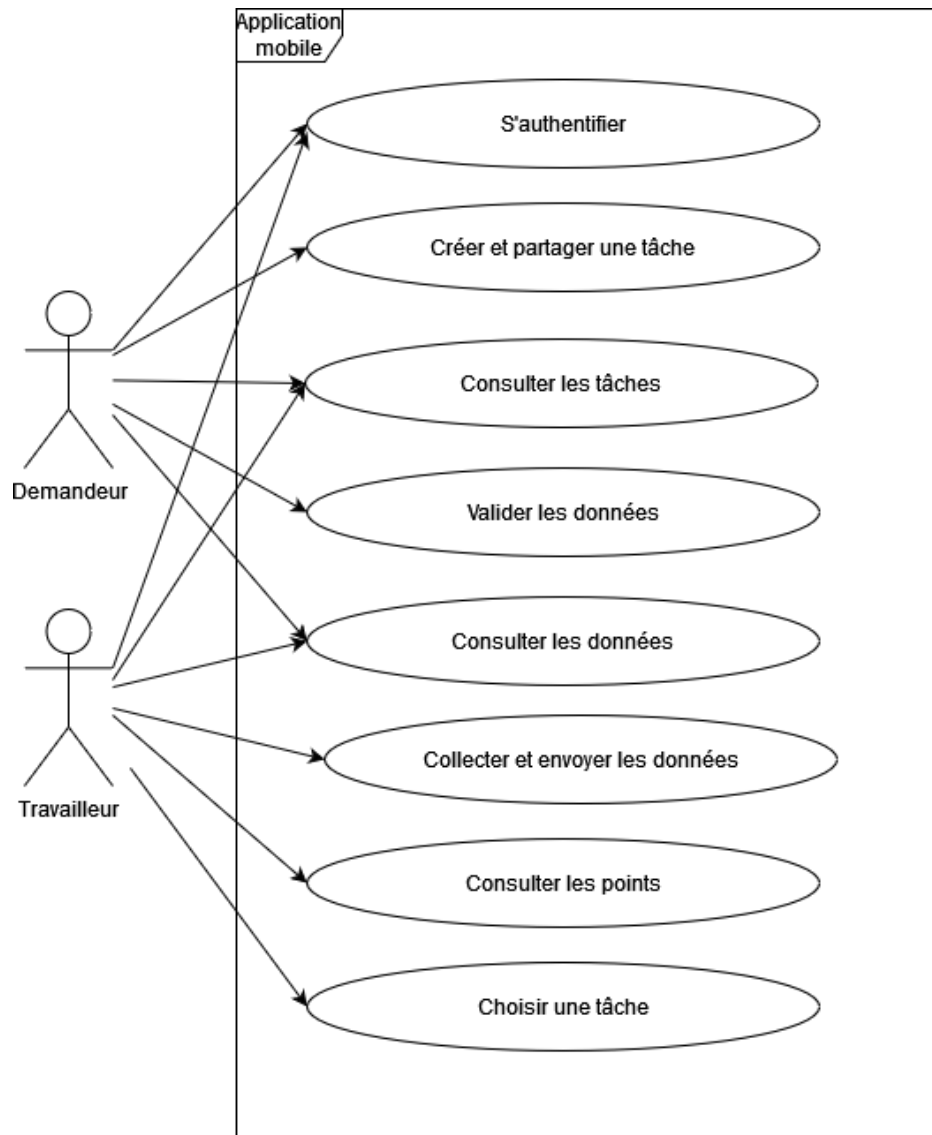 Application
mobile
S'authentifier
Créer et partager une tâche
Consulter les tâches
Demandeur
Valider les données
Consulter les données
Collecter et envoyer les données
Travailleur
Consulter les points
Choisir une tâche